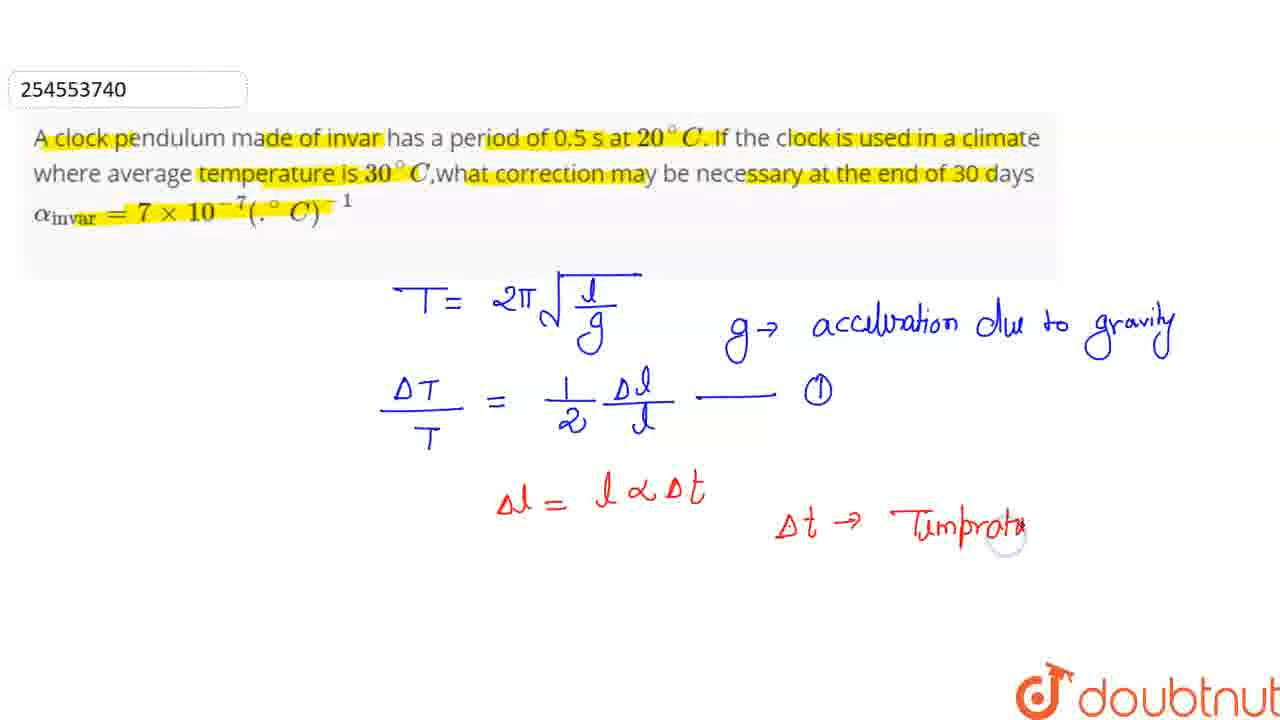 254553740
A clock pendulum made of invar has a period of 0.5 s at 20°C. If the clock is used in a climate
where average temperature is 30°C,what correction may be necessary at the end of 30 days
α_invar = 7 × 10^−7(.° C)^−1
T = 2π√(l/g)
g → acceleration due to gravity
ΔT/T = 1/2 Δl/l —— ①
Δl = l α Δt
Δt →
doubtnut